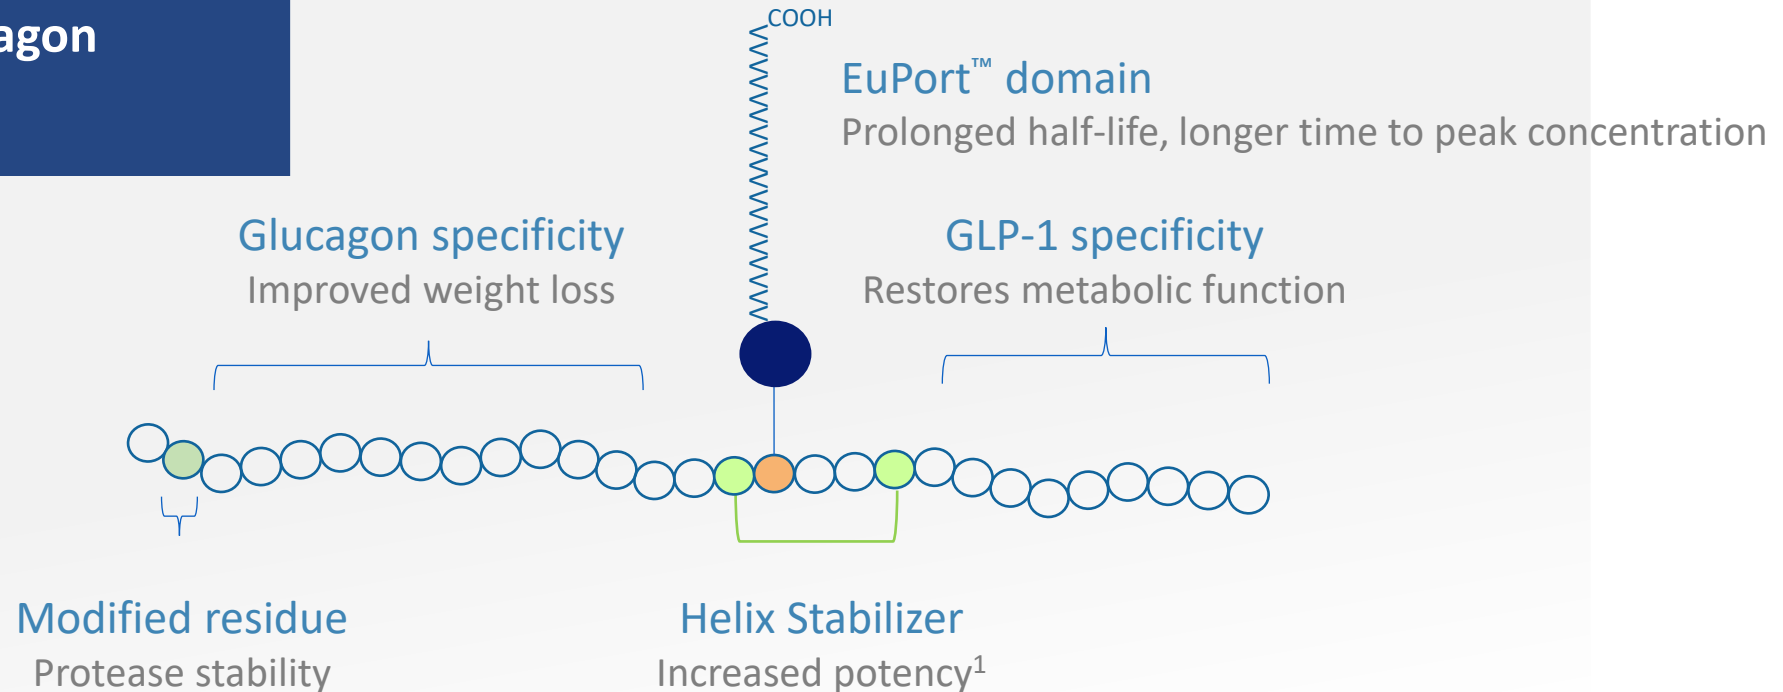 agon
COOH
EuPort™ domain
Prolonged half-life, longer time to peak concentration
Glucagon specificity
Improved weight loss
GLP-1 specificity
Restores metabolic function
Modified residue
Protease stability
Helix Stabilizer
Increased potency¹